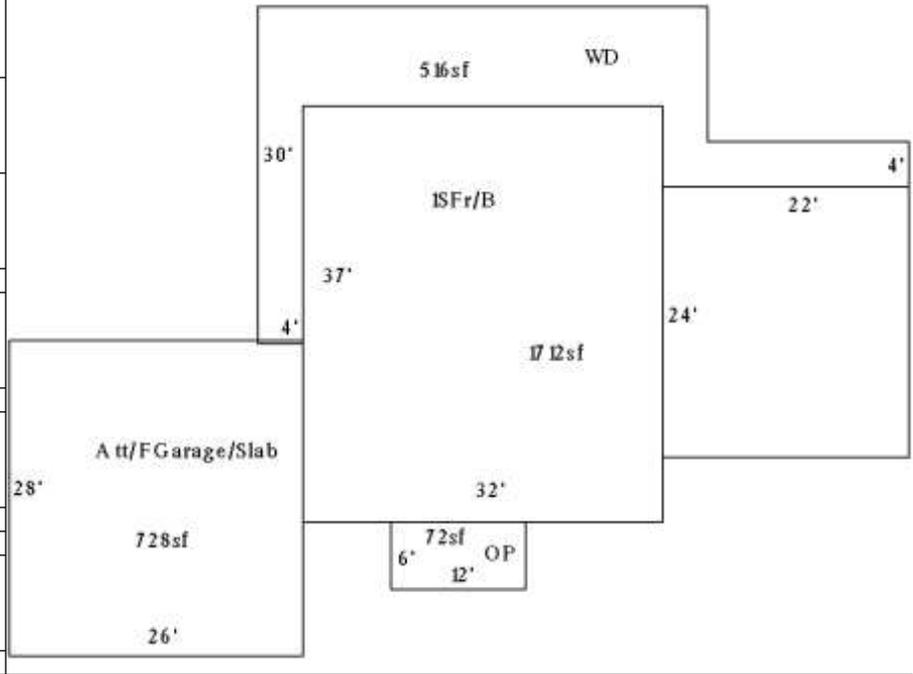 WD
516sf
30'
4'
1SFr/B
22'
37'
24'
4'
1712sf
Att/FGarage/Slab
28'
32'
728sf
72sf
OP
6'
12'
26'